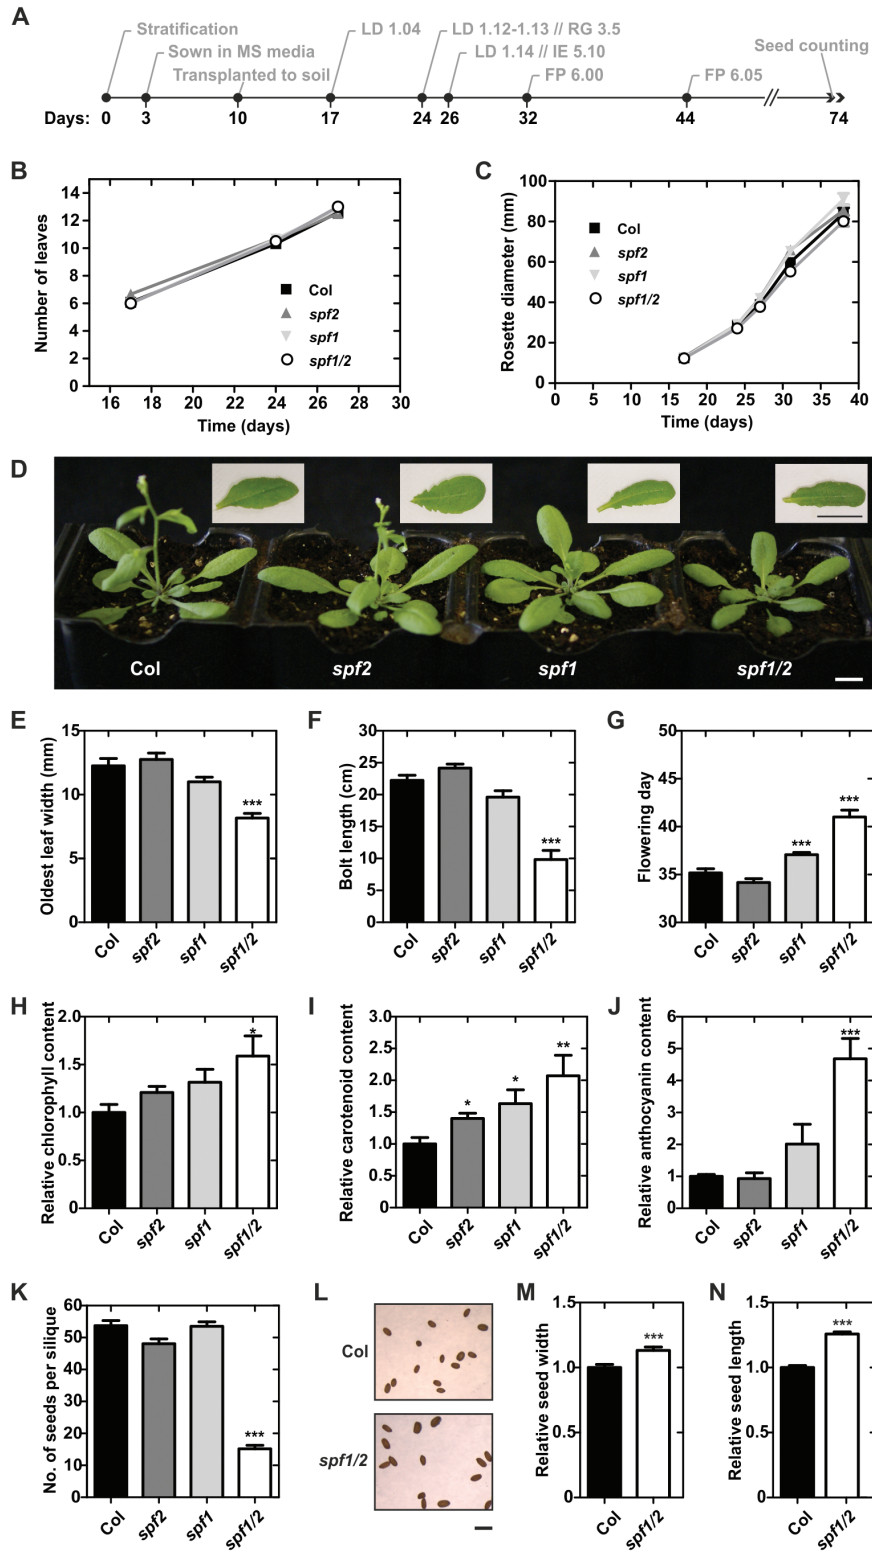 A
Stratification
Sown in MS media
Transplanted to soil
LD 1.04
LD 1.12-1.13 // RG 3.5
LD 1.14 // IE 5.10
FP 6.00
FP 6.05
Seed counting
Days: 0 3 10 17 24 26 32 44 74
B
Number of leaves
14
12
10
8
6
4
2
0
16 18 20 22 24 26 28 30
Time (days)
Col
spf2
spf1
spf1/2
C
Rosette diameter (mm)
100
80
60
40
20
0
0 5 10 15 20 25 30 35 40
Time (days)
Col
spf2
spf1
spf1/2
D
Col spf2 spf1 spf1/2
E
Oldest leaf width (mm)
15
10
5
0
***
Col spf2 spf1 spf1/2
F
Bolt length (cm)
30
25
20
15
10
5
0
***
Col spf2 spf1 spf1/2
G
Flowering day
50
45
40
35
30
*** ***
Col spf2 spf1 spf1/2
H
Relative chlorophyll content
2.0
1.5
1.0
0.5
0
*
Col spf2 spf1 spf1/2
I
Relative carotenoid content
3.0
2.5
2.0
1.5
1.0
0.5
0.0
* * **
Col spf2 spf1 spf1/2
J
Relative anthocyanin content
6
5
4
3
2
1
0
***
Col spf2 spf1 spf1/2
K
No. of seeds per silique
60
50
40
30
20
10
0
***
Col spf2 spf1 spf1/2
L
Col
spf1/2
M
Relative seed width
1.5
1.0
0.5
0
***
Col spf1/2
N
Relative seed length
1.5
1.0
0.5
0
***
Col spf1/2